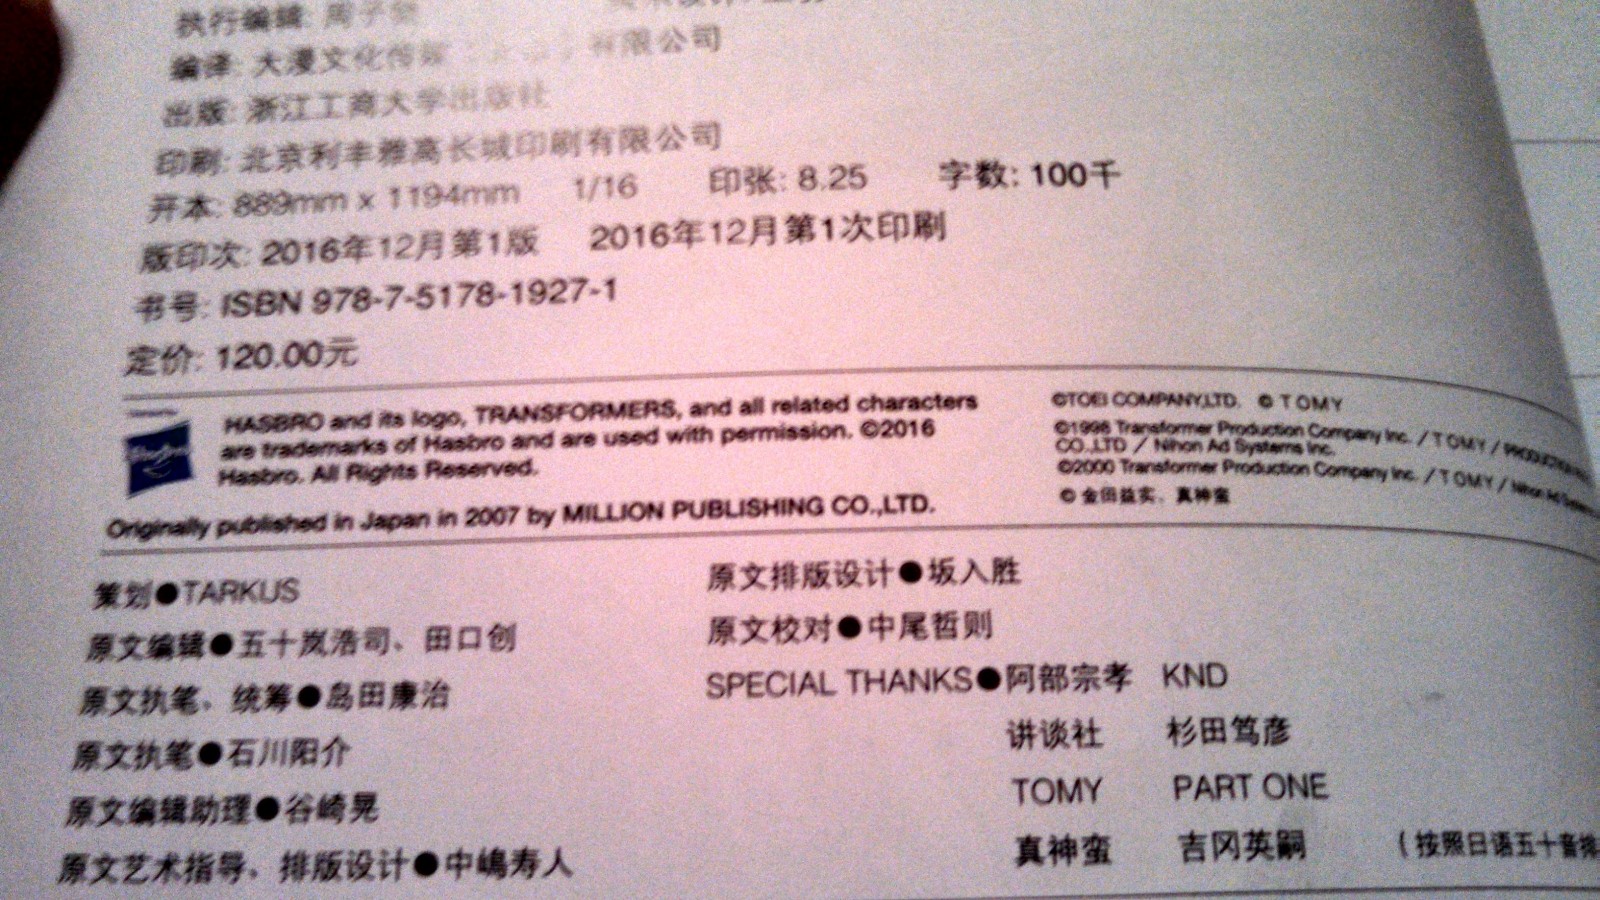 执行编辑: 周子
编译: 大漫文化传媒 有限公司
出版: 浙江工商大学出版社
印刷: 北京利丰雅高长城印刷有限公司
开本: 889mm x 1194mm 1/16 印张: 8.25 字数: 100千
版印次: 2016年12月第1版 2016年12月第1次印刷
书号: ISBN 978-7-5178-1927-1
定价: 120.00元
HASBRO and its logo, TRANSFORMERS, and all related characters
are trademarks of Hasbro and are used with permission. ©2016
Hasbro. All Rights Reserved.
Originally published in Japan in 2007 by MILLION PUBLISHING CO.,LTD.
©TOEI COMPANY,LTD. © TOMY
©1998 Transformer Production Company Inc. / TOMY / PRODUCTION
CO.,LTD / Nihon Ad Systems Inc.
©2000 Transformer Production Company Inc. / TOMY / Nihon Ad
© 金田益实、真神蛮
策划●TARKUS
原文编辑●五十岚浩司、田口创
原文执笔、统筹●岛田康治
原文执笔●石川阳介
原文编辑助理●谷崎晃
原文艺术指导、排版设计●中嶋寿人
原文排版设计●坂入胜
原文校对●中尾哲则
SPECIAL THANKS●阿部宗孝 KND
讲谈社 杉田笃彦
TOMY PART ONE
真神蛮 吉冈英嗣 (按照日语五十音排